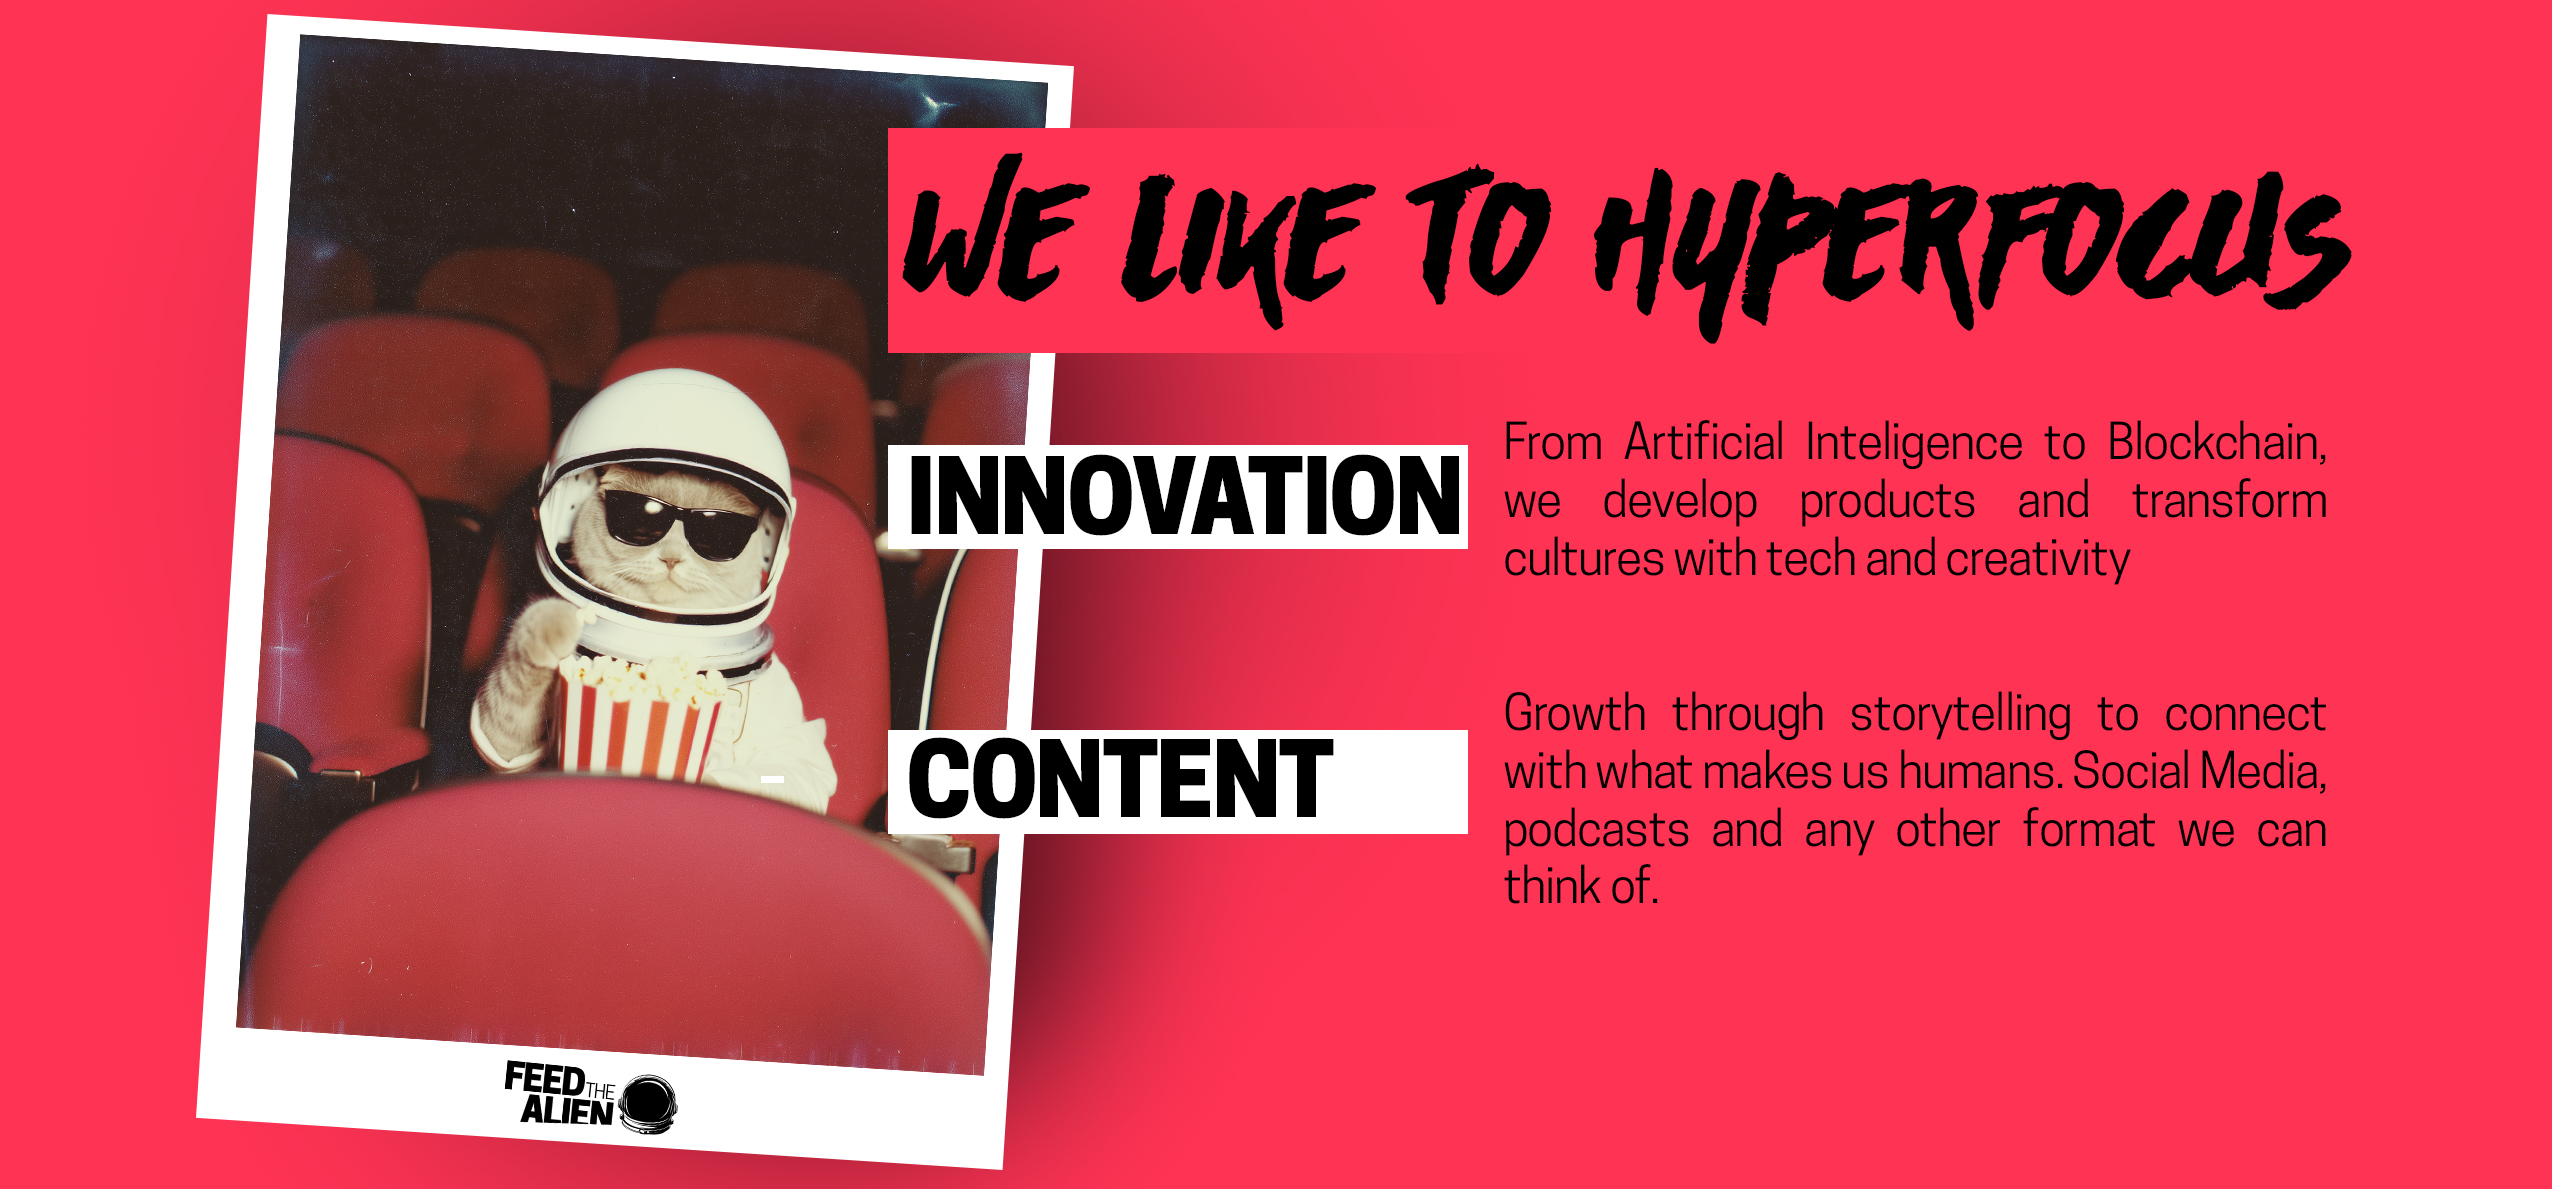 WE LIKE TO HYPERFOCUS
INNOVATION
From Artificial Inteligence to Blockchain,
we develop products and transform
cultures with tech and creativity
CONTENT
Growth through storytelling to connect
with what makes us humans. Social Media,
podcasts and any other format we can
think of.
FEED THE
ALIEN